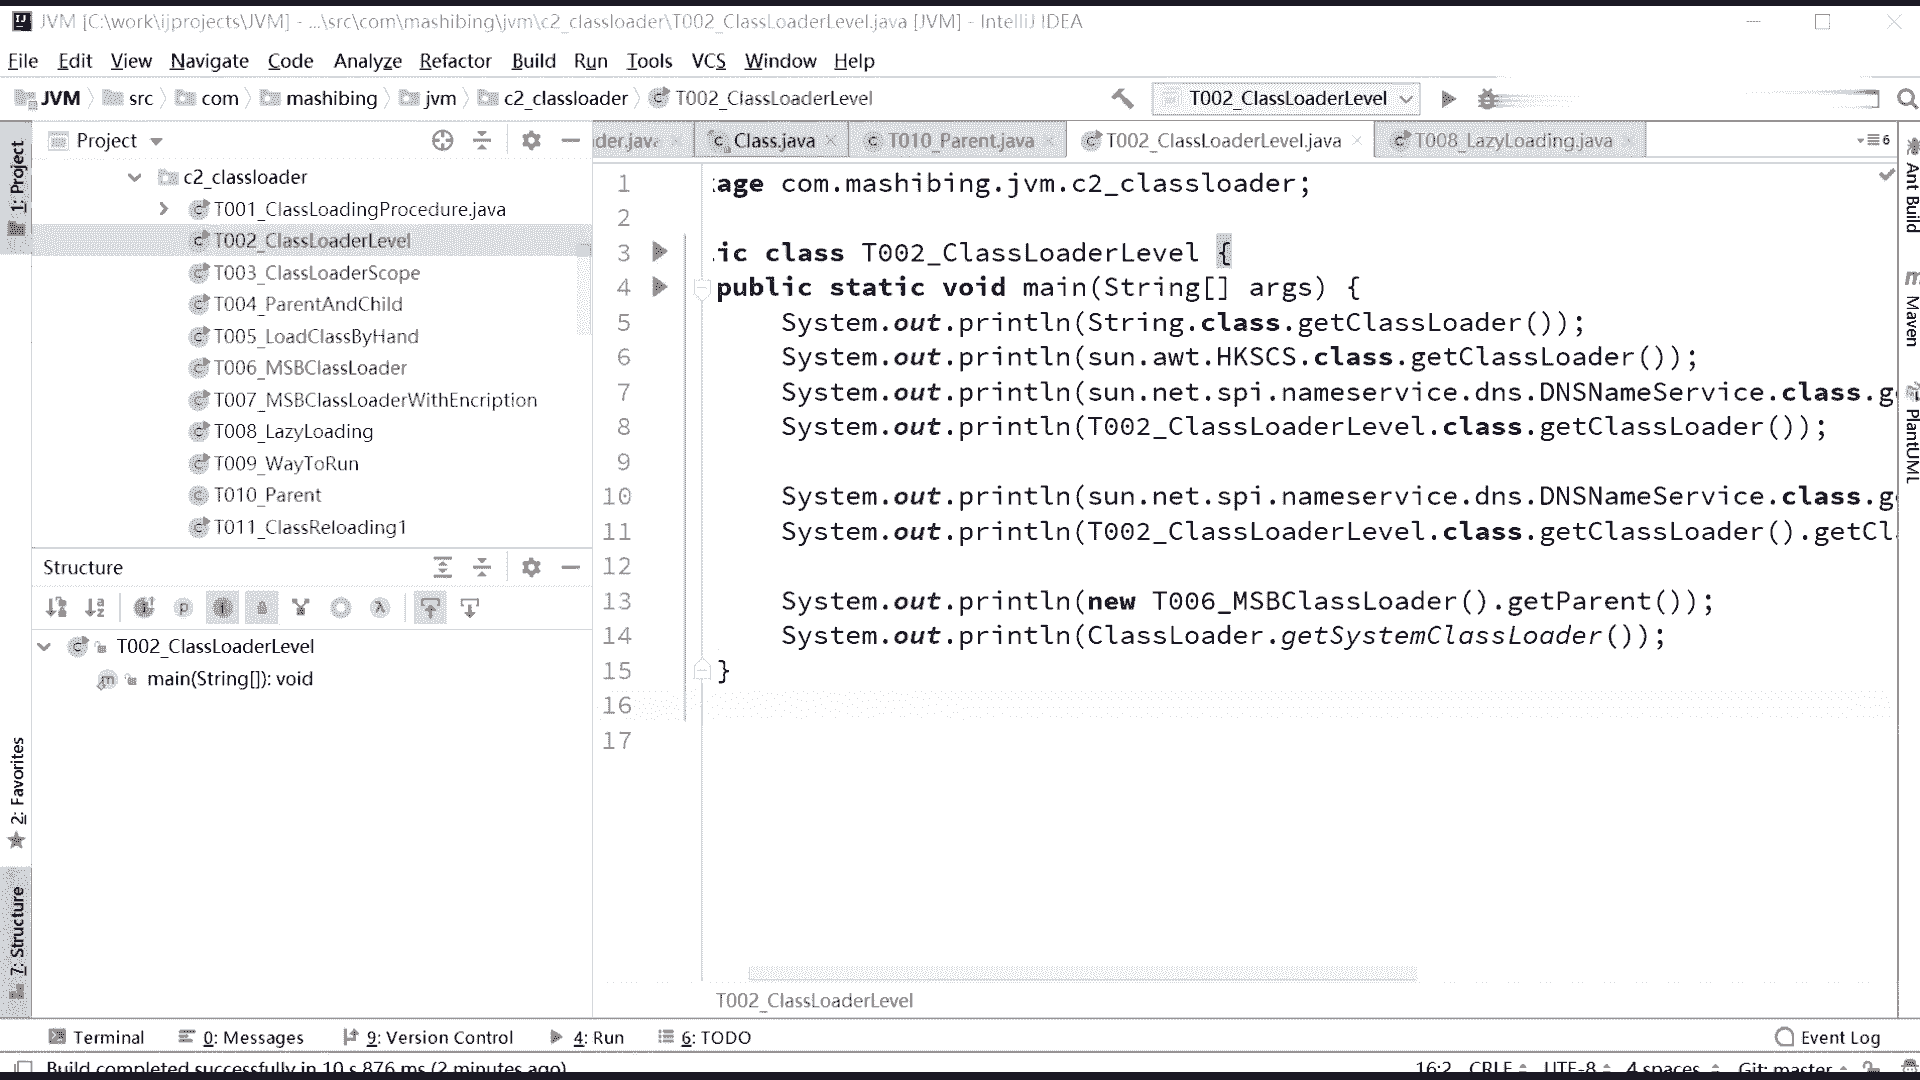 JVM [C:\work\ijprojects\JVM] - ...\src\com\mashibing\jvm\c2_classloader\T002_ClassLoaderLevel.java [JVM] - IntelliJ IDEA
File Edit View Navigate Code Analyze Refactor Build Run Tools VCS Window Help
JVM src com mashibing jvm c2_classloader T002_ClassLoaderLevel T002_ClassLoaderLevel
Project
der.java Class.java T010_Parent.java T002_ClassLoaderLevel.java T008_LazyLoading.java 6
c2_classloader
T001_ClassLoadingProcedure.java
T002_ClassLoaderLevel
T003_ClassLoaderScope
T004_ParentAndChild
T005_LoadClassByHand
T006_MSBClassLoader
T007_MSBClassLoaderWithEncription
T008_LazyLoading
T009_WayToRun
T010_Parent
T011_ClassReloading1
Structure
T002_ClassLoaderLevel
main(String[]): void
1 age com.mashibing.jvm.c2_classloader;
2
3 ic class T002_ClassLoaderLevel {
4 public static void main(String[] args) {
5 System.out.println(String.class.getClassLoader());
6 System.out.println(sun.awt.HKSCS.class.getClassLoader());
7 System.out.println(sun.net.spi.nameservice.dns.DNSNameService.class.g
8 System.out.println(T002_ClassLoaderLevel.class.getClassLoader());
9
10 System.out.println(sun.net.spi.nameservice.dns.DNSNameService.class.g
11 System.out.println(T002_ClassLoaderLevel.class.getClassLoader().getCl
12
13 System.out.println(new T006_MSBClassLoader().getParent());
14 System.out.println(ClassLoader.getSystemClassLoader());
15 }
16
17
T002_ClassLoaderLevel
1: Project
2: Favorites
7: Structure
Ant Build
Maven
PlantUML
Terminal 0: Messages 9: Version Control 4: Run 6: TODO Event Log
Build completed successfully in 10 s 876 ms (2 minutes ago) 16:2 CRLF UTF-8 4 spaces Git: master